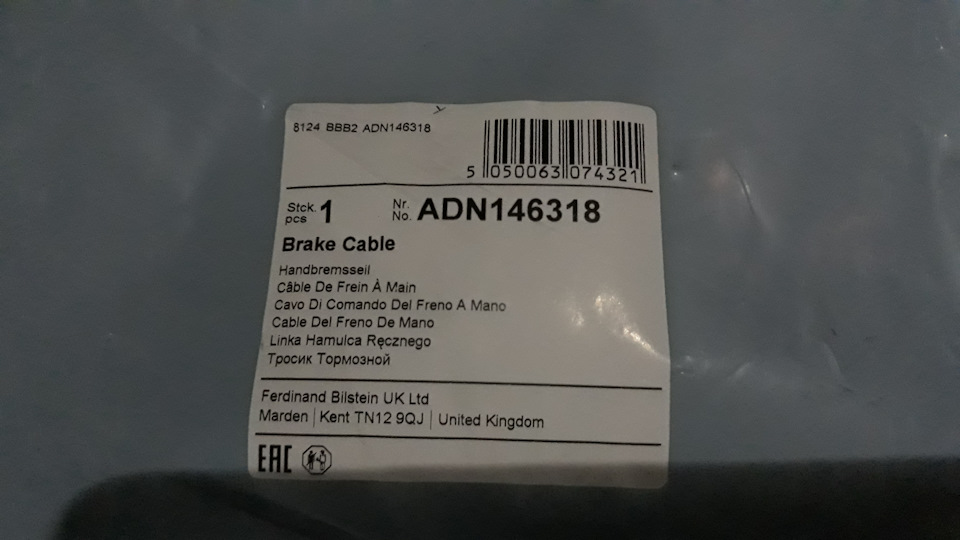 8124 BBB2 ADN146318
5 050063 074321
Stck. pcs 1 Nr. No. ADN146318
Brake Cable
Handbremsseil
Câble De Frein À Main
Cavo Di Comando Del Freno A Mano
Cable Del Freno De Mano
Linka Hamulca Ręcznego
Тросик Тормозной
Ferdinand Bilstein UK Ltd
Marden | Kent TN12 9QJ | United Kingdom
EAC